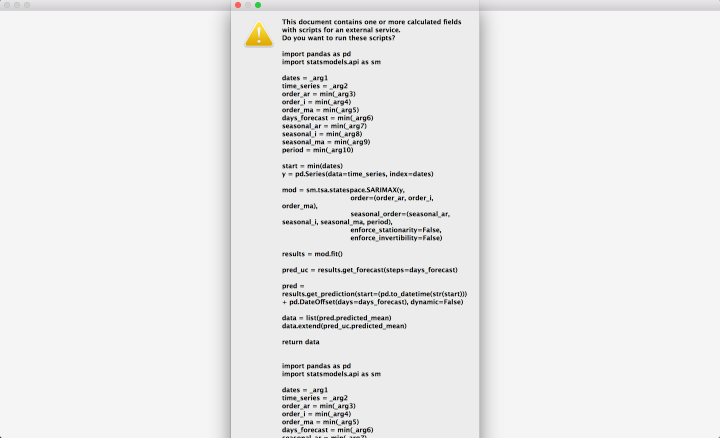 This document contains one or more calculated fields
with scripts for an external service.
Do you want to run these scripts?
import pandas as pd
import statsmodels.api as sm
dates = _arg1
time_series = _arg2
order_ar = min(_arg3)
order_i = min(_arg4)
order_ma = min(_arg5)
days_forecast = min(_arg6)
seasonal_ar = min(_arg7)
seasonal_i = min(_arg8)
seasonal_ma = min(_arg9)
period = min(_arg10)
start = min(dates)
y = pd.Series(data=time_series, index=dates)
mod = sm.tsa.statespace.SARIMAX(y,
order=(order_ar, order_i,
order_ma),
seasonal_order=(seasonal_ar,
seasonal_i, seasonal_ma, period),
enforce_stationarity=False,
enforce_invertibility=False)
results = mod.fit()
pred_uc = results.get_forecast(steps=days_forecast)
pred =
results.get_prediction(start=(pd.to_datetime(str(start)))
+ pd.DateOffset(days=days_forecast), dynamic=False)
data = list(pred.predicted_mean)
data.extend(pred_uc.predicted_mean)
return data
import pandas as pd
import statsmodels.api as sm
dates = _arg1
time_series = _arg2
order_ar = min(_arg3)
order_i = min(_arg4)
order_ma = min(_arg5)
days_forecast = min(_arg6)
seasonal_ar = min(_arg7)